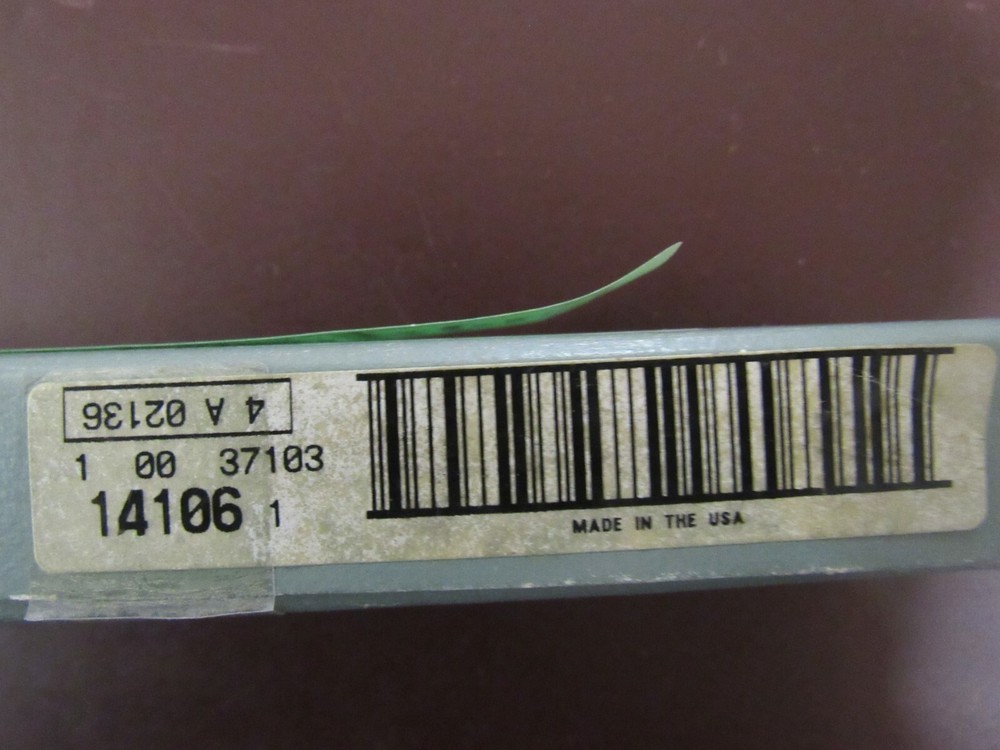 4 A 02136
1 00 37103
14106 1
MADE IN THE USA